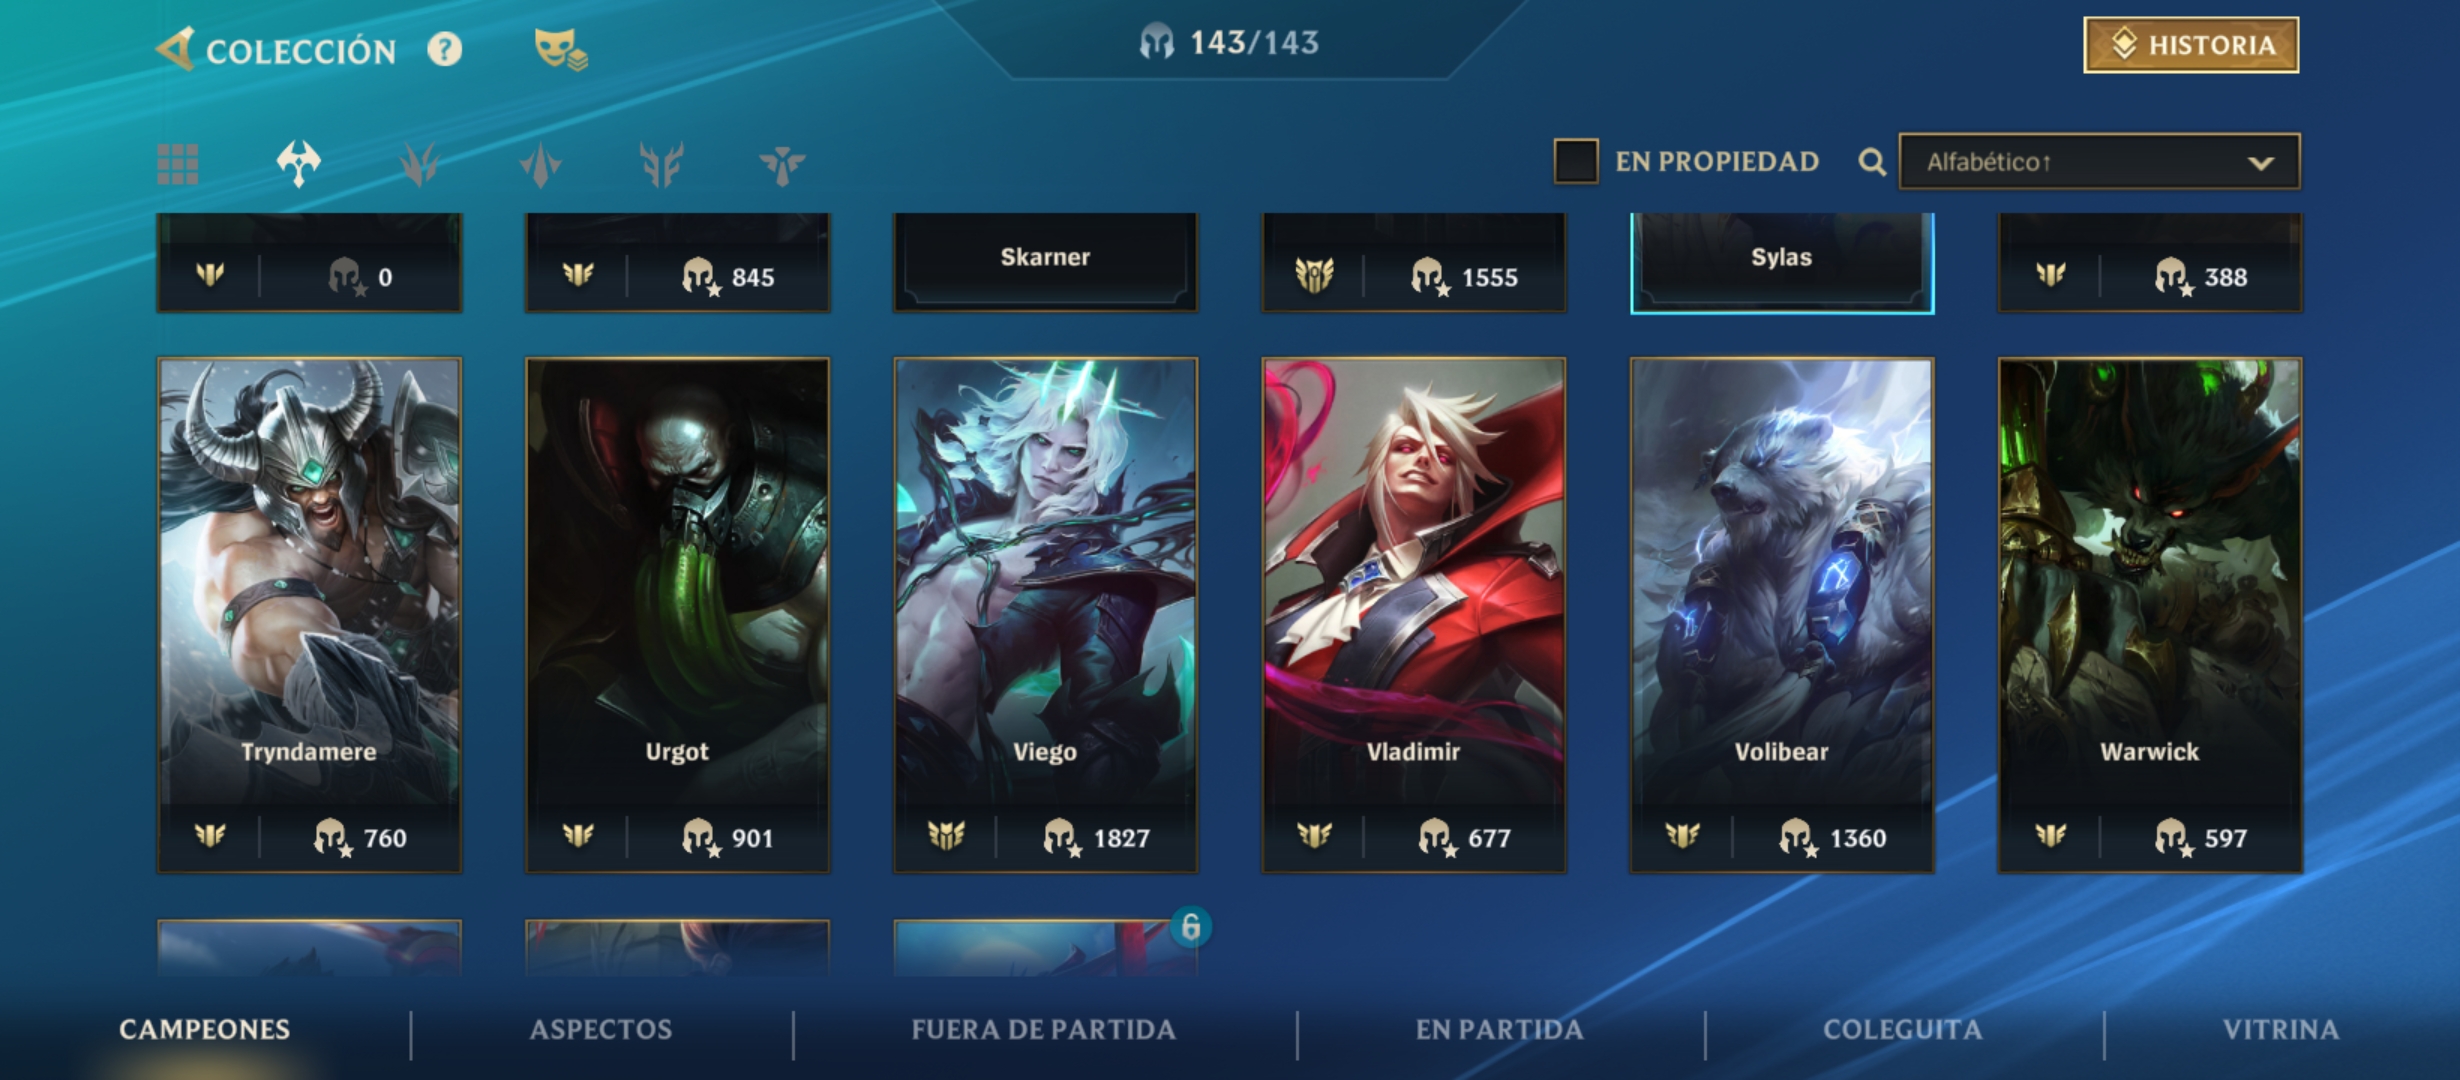 COLECCIÓN ?
143/143
HISTORIA
EN PROPIEDAD
Alfabético↑
0
845
Skarner
1555
Sylas
388
Tryndamere
Urgot
Viego
Vladimir
Volibear
Warwick
760
901
1827
677
1360
597
CAMPEONES
ASPECTOS
FUERA DE PARTIDA
EN PARTIDA
COLEGUITA
VITRINA